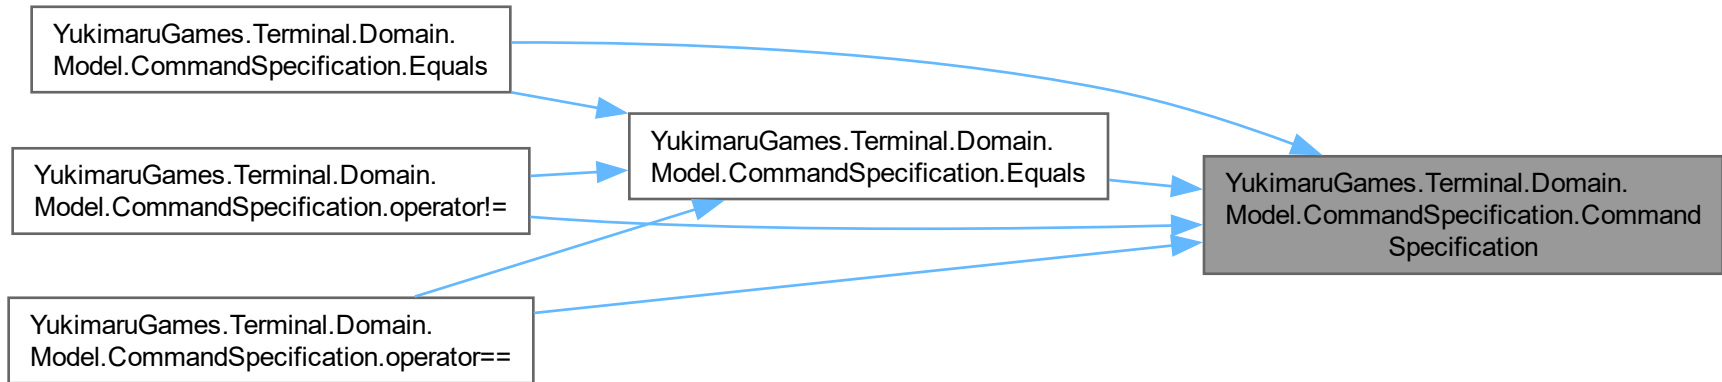 YukimaruGames.Terminal.Domain.
Model.CommandSpecification.Equals
YukimaruGames.Terminal.Domain.
Model.CommandSpecification.operator!=
YukimaruGames.Terminal.Domain.
Model.CommandSpecification.operator==
YukimaruGames.Terminal.Domain.
Model.CommandSpecification.Equals
YukimaruGames.Terminal.Domain.
Model.CommandSpecification.Command
Specification